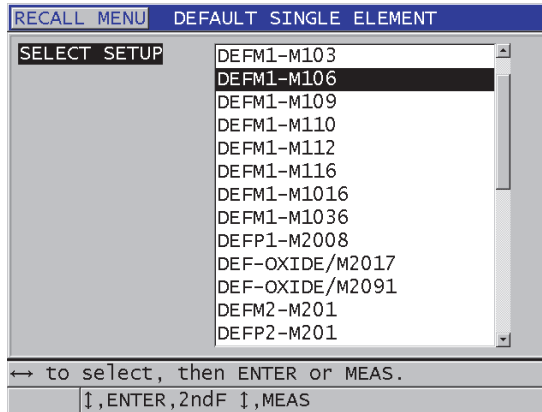 RECALL MENU DEFAULT SINGLE ELEMENT
SELECT SETUP
DEFM1-M103
DEFM1-M106
DEFM1-M109
DEFM1-M110
DEFM1-M112
DEFM1-M116
DEFM1-M1016
DEFM1-M1036
DEFP1-M2008
DEF-OXIDE/M2017
DEF-OXIDE/M2091
DEFM2-M201
DEFP2-M201
↔ to select, then ENTER or MEAS.
↕,ENTER,2ndF ↕,MEAS